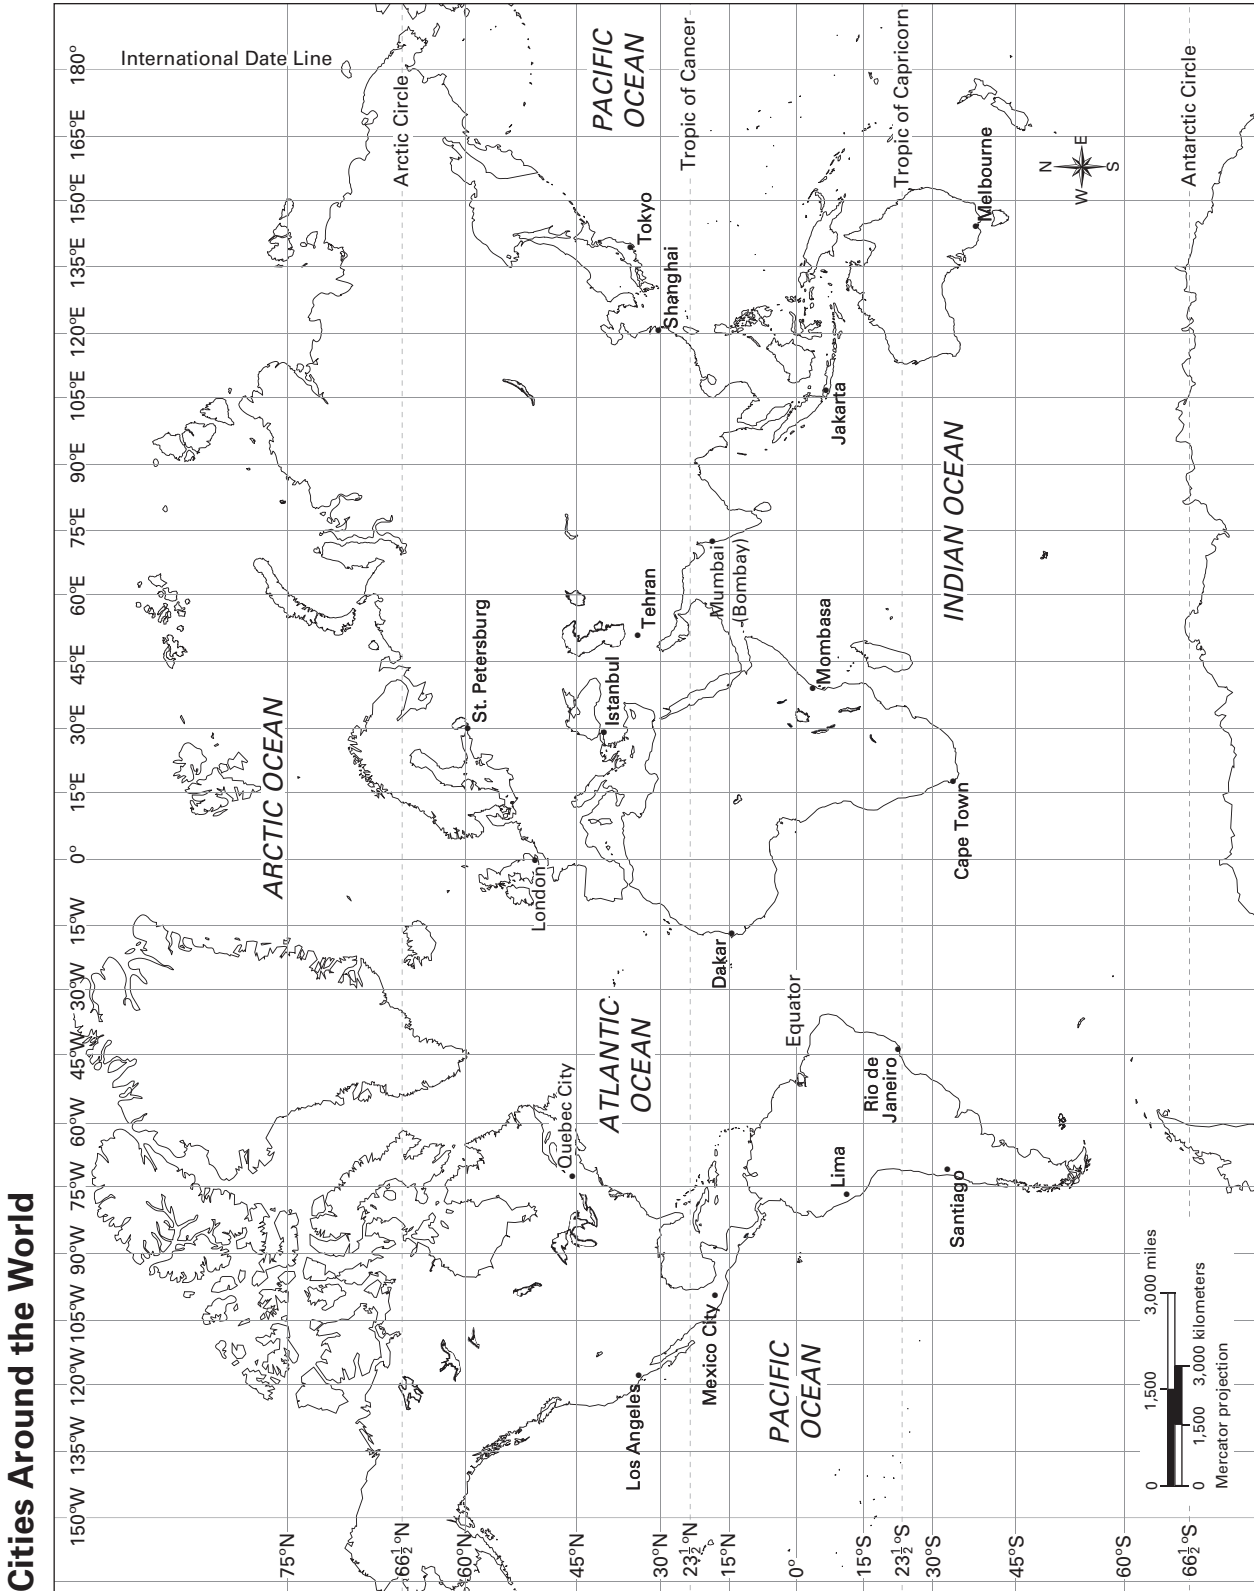 Cities Around the World
150°W
135°W
120°W
105°W
90°W
75°W
60°W
45°W
30°W
15°W
0°
15°E
30°E
45°E
60°E
75°E
90°E
105°E
120°E
135°E
150°E
165°E
180°
International Date Line
ARCTIC OCEAN
75°N
66½°N
Arctic Circle
60°N
St. Petersburg
London
45°N
Quebec City
Istanbul
ATLANTIC
OCEAN
PACIFIC
OCEAN
Los Angeles
Tehran
Tokyo
30°N
Shanghai
23½°N
Tropic of Cancer
Mexico City
Dakar
Mumbai
(Bombay)
15°N
PACIFIC
OCEAN
0°
Equator
Mombasa
Lima
Jakarta
15°S
Rio de
Janeiro
23½°S
Tropic of Capricorn
30°S
Santiago
Cape Town
INDIAN OCEAN
Melbourne
45°S
N
W
E
S
60°S
66½°S
Antarctic Circle
0
1,500
3,000 miles
0
1,500
3,000 kilometers
Mercator projection